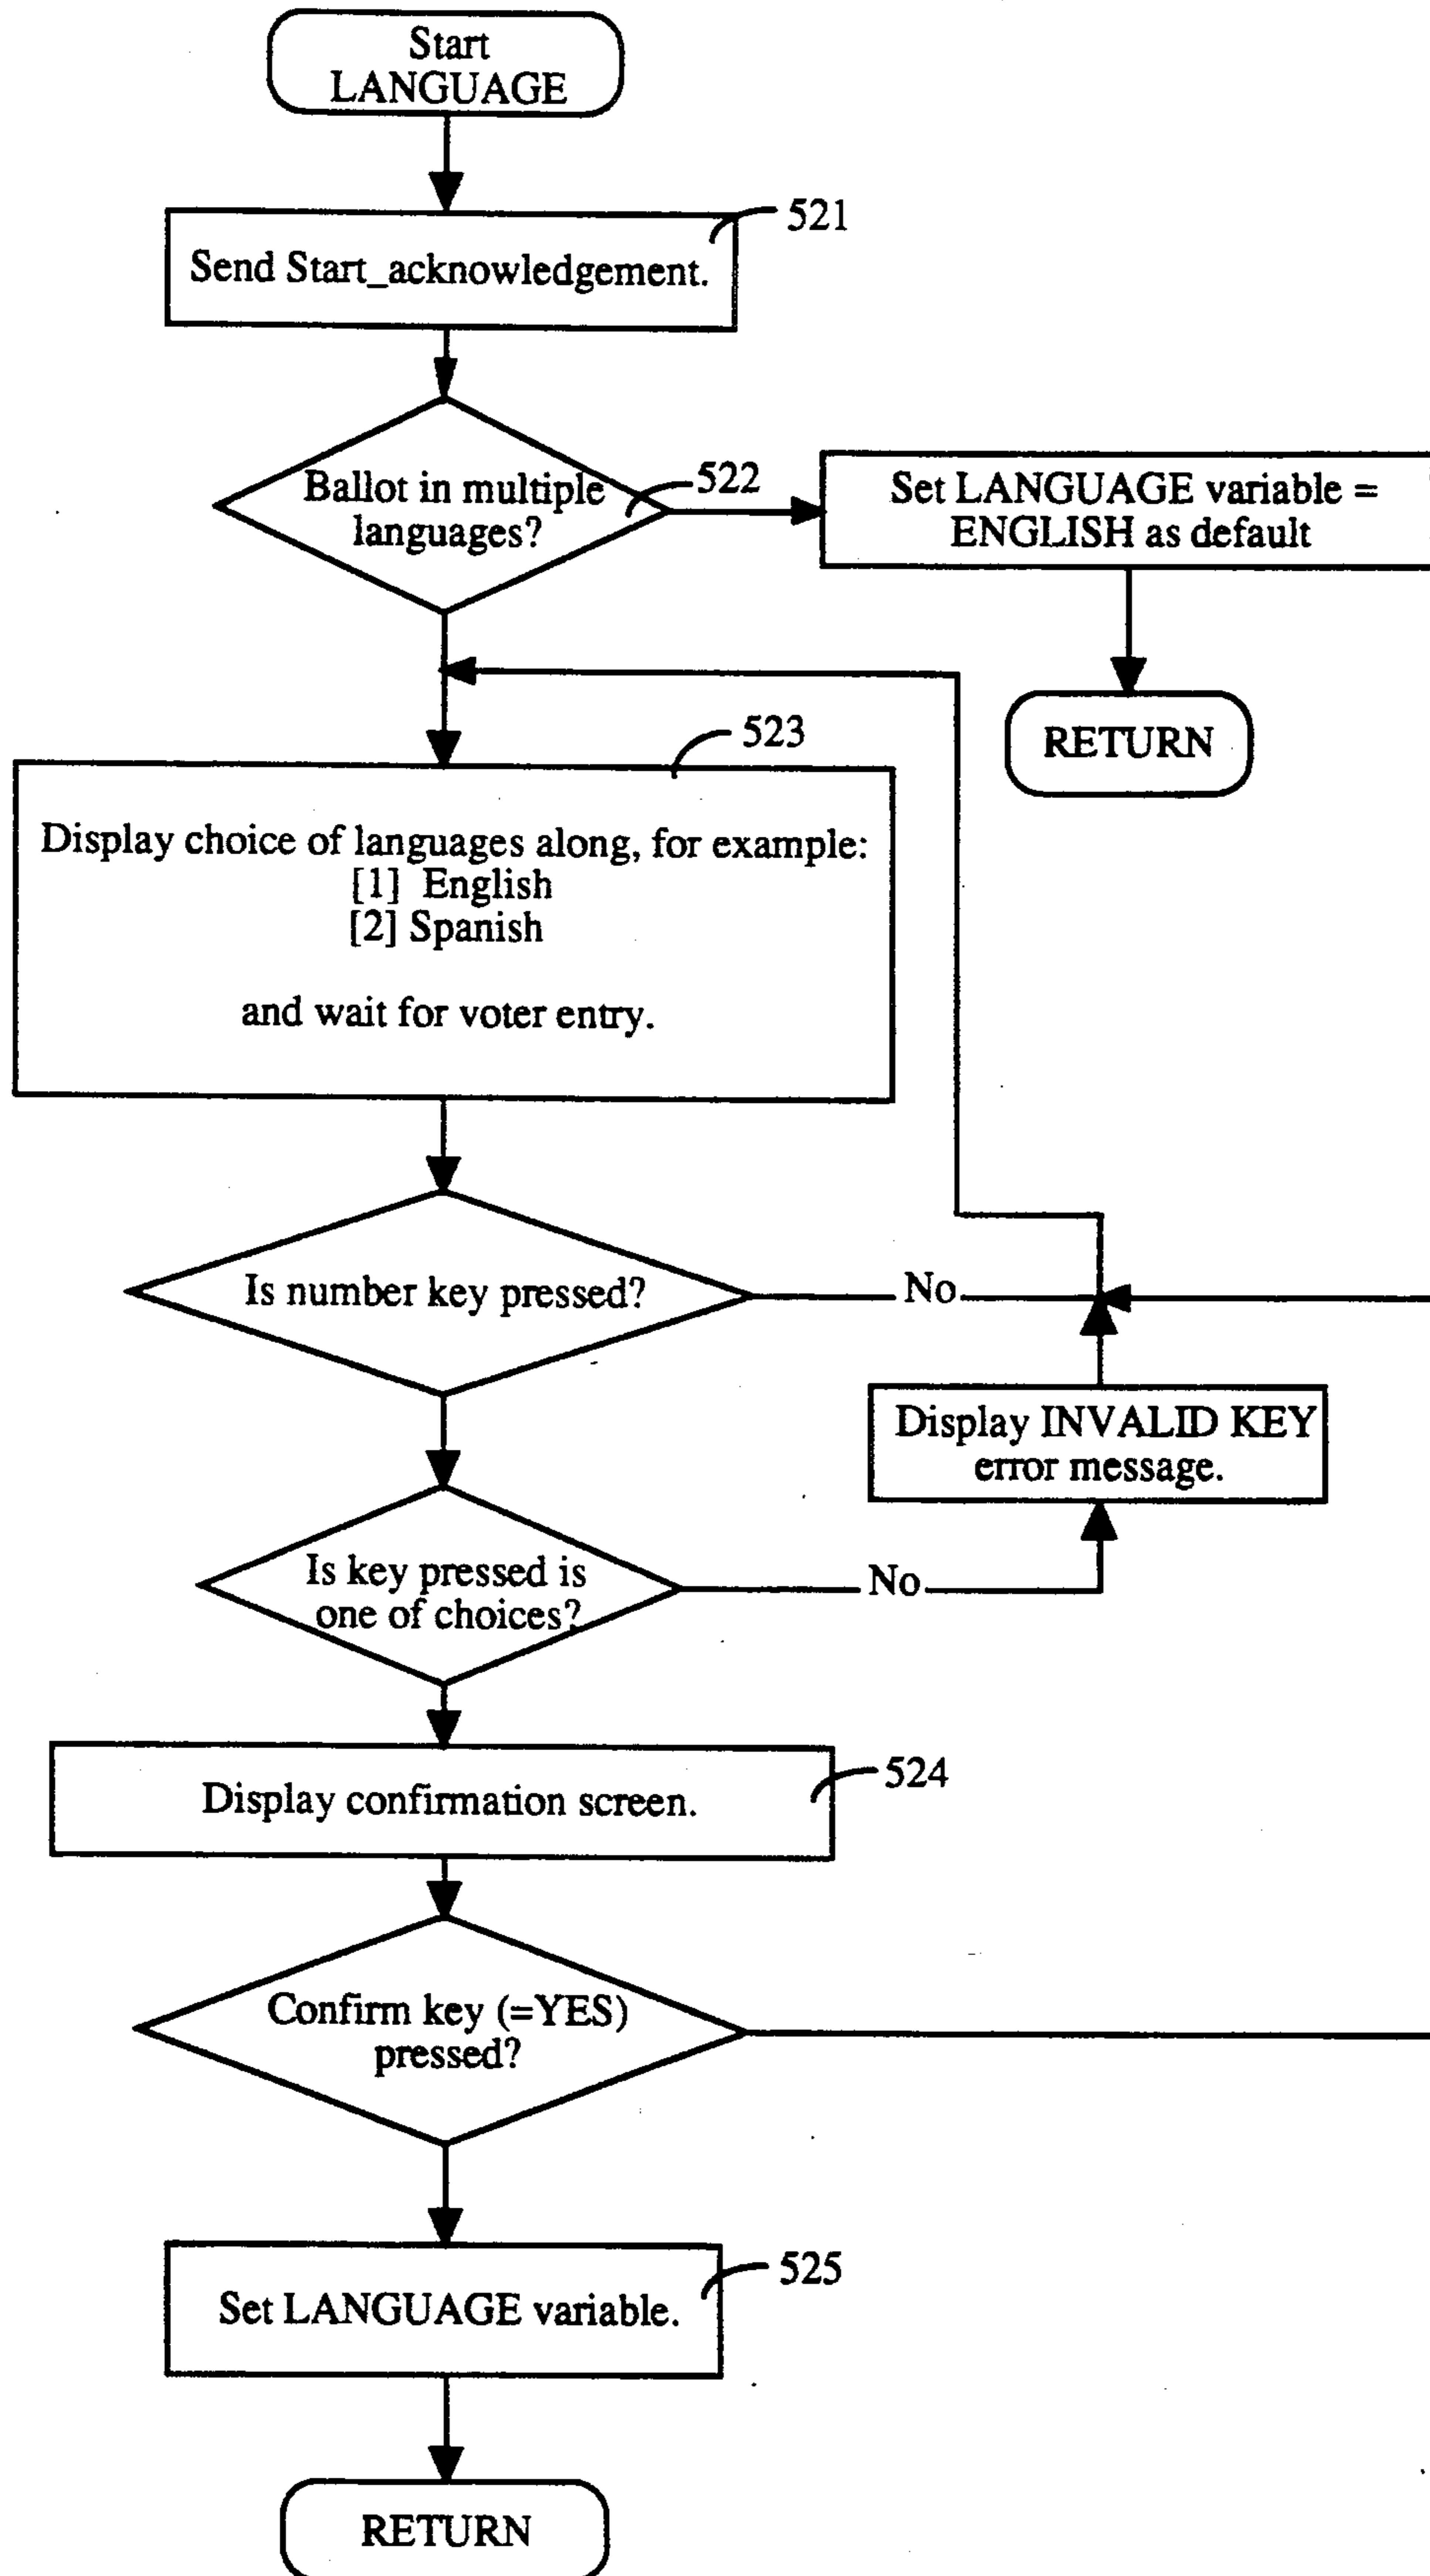 Start
LANGUAGE
521
Send Start_acknowledgement.
Ballot in multiple
languages?
522
Set LANGUAGE variable =
ENGLISH as default
RETURN
523
Display choice of languages along, for example:
[1] English
[2] Spanish
and wait for voter entry.
Is number key pressed?
No
Display INVALID KEY
error message.
Is key pressed is
one of choices?
No
524
Display confirmation screen.
Confirm key (=YES)
pressed?
525
Set LANGUAGE variable.
RETURN